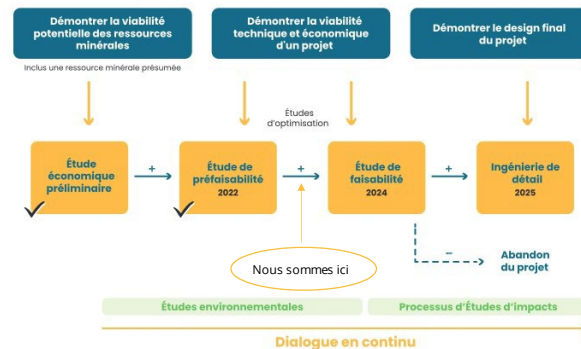 Démontrer la viabilité
potentielle des ressources
minérales
Inclus une ressource minérale présumée
Démontrer la viabilité
technique et économique
d'un projet
Démontrer le design final
du projet
Études
d'optimisation
Étude
économique
préliminaire
+
Étude de
préfaisabilité
2022
+
Étude de
faisabilité
2024
+
Ingénierie de
détail
2025
Nous sommes ici
–
Abandon
du projet
Études environnementales
Processus d'Études d'impacts
Dialogue en continu